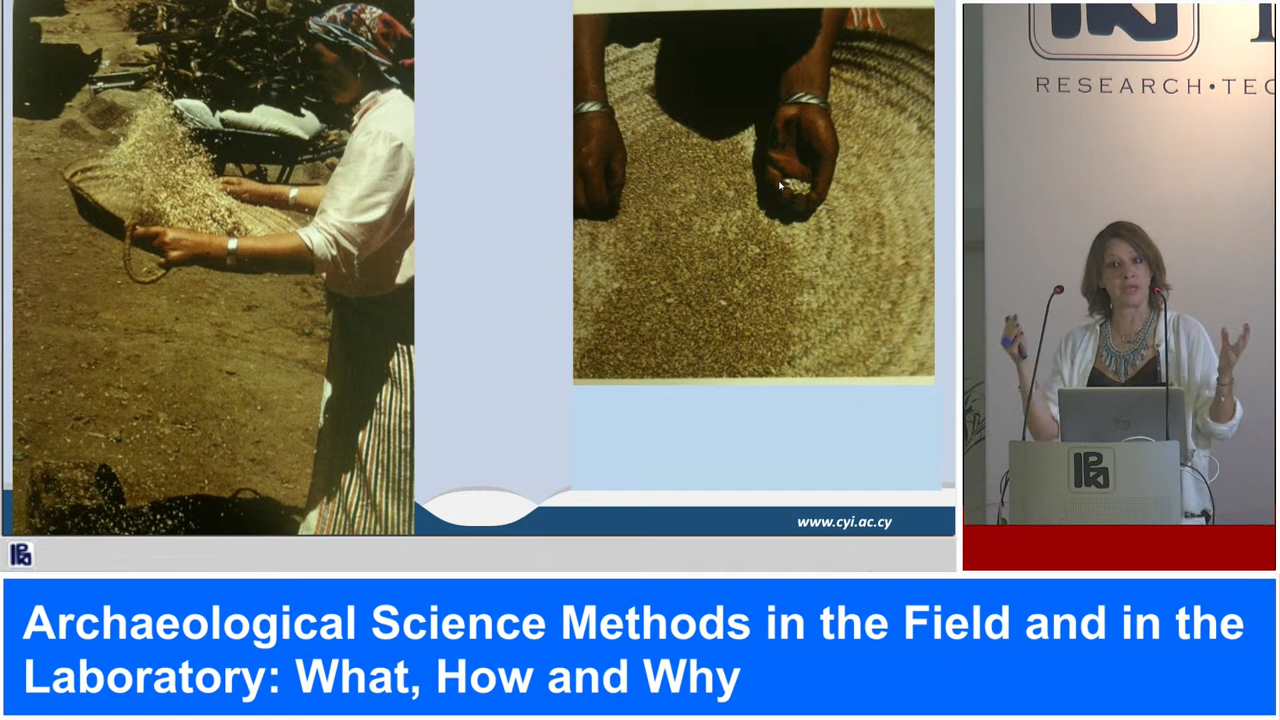 RESEARCH • TEC
www.cyi.ac.cy
Archaeological Science Methods in the Field and in the
Laboratory: What, How and Why